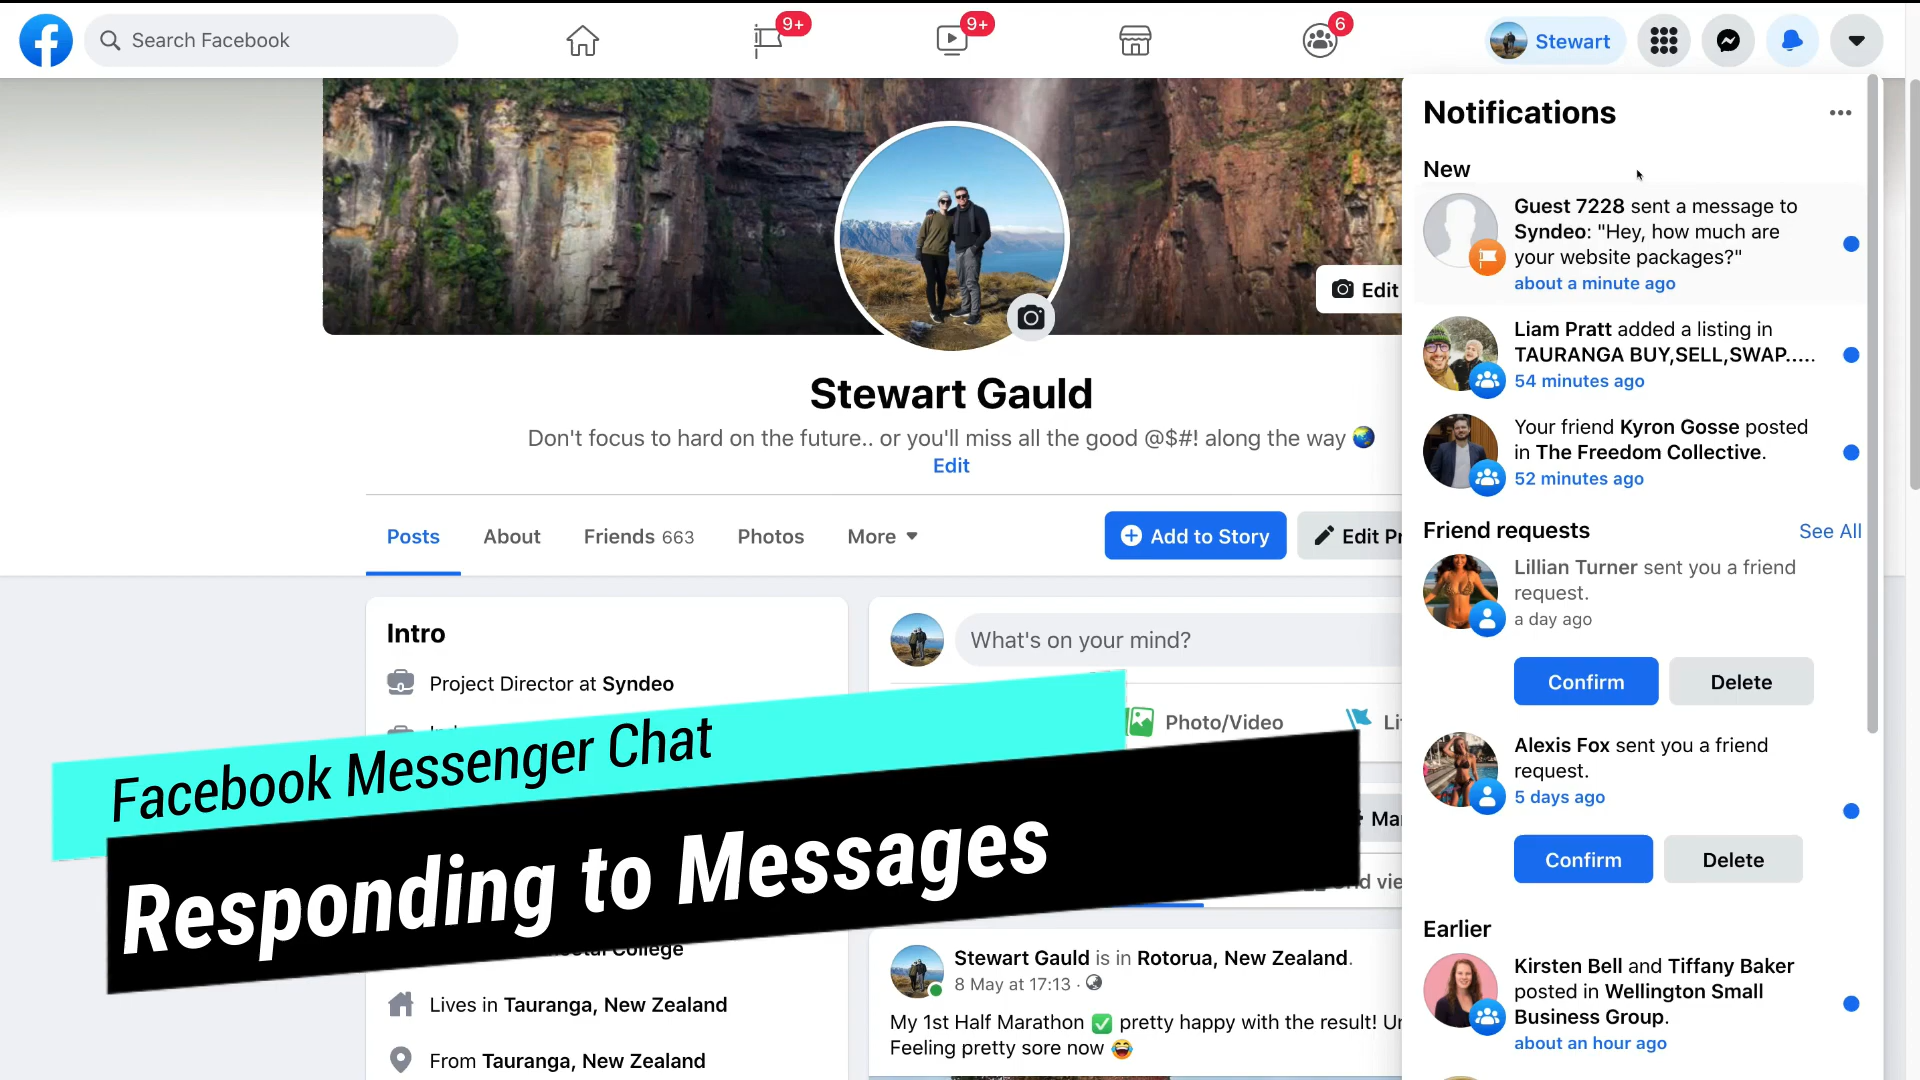 Search Facebook
9+
9+
6
Stewart
Notifications
New
Guest 7228 sent a message to
Syndeo: "Hey, how much are
your website packages?"
about a minute ago
Liam Pratt added a listing in
TAURANGA BUY,SELL,SWAP.....
54 minutes ago
Your friend Kyron Gosse posted
in The Freedom Collective.
52 minutes ago
Friend requests
See All
Lillian Turner sent you a friend
request.
a day ago
Confirm
Delete
Alexis Fox sent you a friend
request.
5 days ago
Confirm
Delete
Earlier
Kirsten Bell and Tiffany Baker
posted in Wellington Small
Business Group.
about an hour ago
Edit
Stewart Gauld
Don't focus to hard on the future.. or you'll miss all the good @$#! along the way
Edit
Posts
About
Friends 663
Photos
More
Add to Story
Edit Pr
Intro
Project Director at Syndeo
What's on your mind?
Photo/Video
Li
Facebook Messenger Chat
Responding to Messages
Mar
vie
College
Lives in Tauranga, New Zealand
From Tauranga, New Zealand
Stewart Gauld is in Rotorua, New Zealand.
8 May at 17:13 ·
My 1st Half Marathon ✅ pretty happy with the result! Ur
Feeling pretty sore now 😂